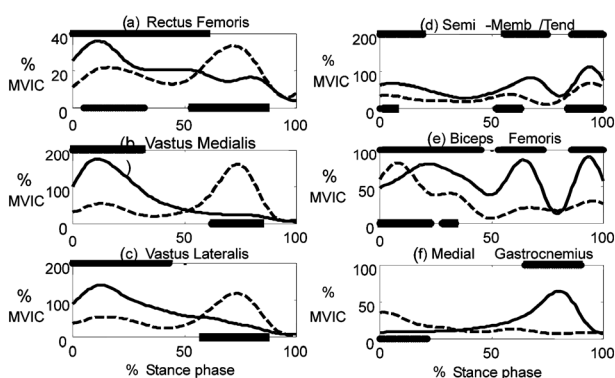 (a) Rectus Femoris
40
%
MVIC
20
0
0 50 100
(b) Vastus Medialis
200
%
MVIC
100
0
0 50 100
(c) Vastus Lateralis
200
%
MVIC
100
0
0 50 100
% Stance phase
(d) Semi -Memb /Tend
200
%
MVIC
100
0
0 50 100
(e) Biceps Femoris
100
%
MVIC
50
0
0 50 100
(f) Medial Gastrocnemius
100
%
MVIC
50
0
0 50 100
% Stance phase